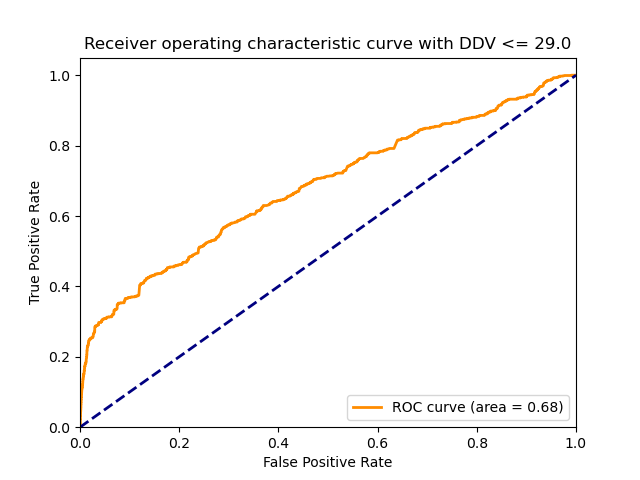 Receiver operating characteristic curve with DDV <= 29.0
1.0
0.8
0.6
0.4
0.2
0.0
True Positive Rate
0.0 0.2 0.4 0.6 0.8 1.0
False Positive Rate
ROC curve (area = 0.68)